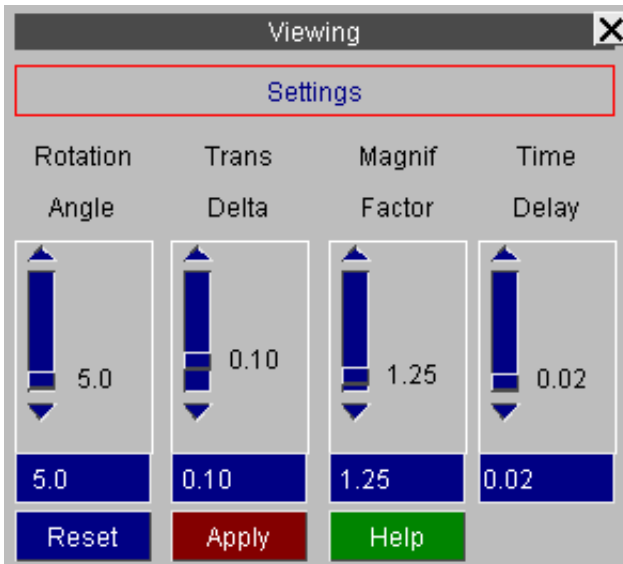 Viewing
Settings
Rotation Trans Magnif Time
Angle Delta Factor Delay
5.0 0.10 1.25 0.02
5.0 0.10 1.25 0.02
Reset Apply Help